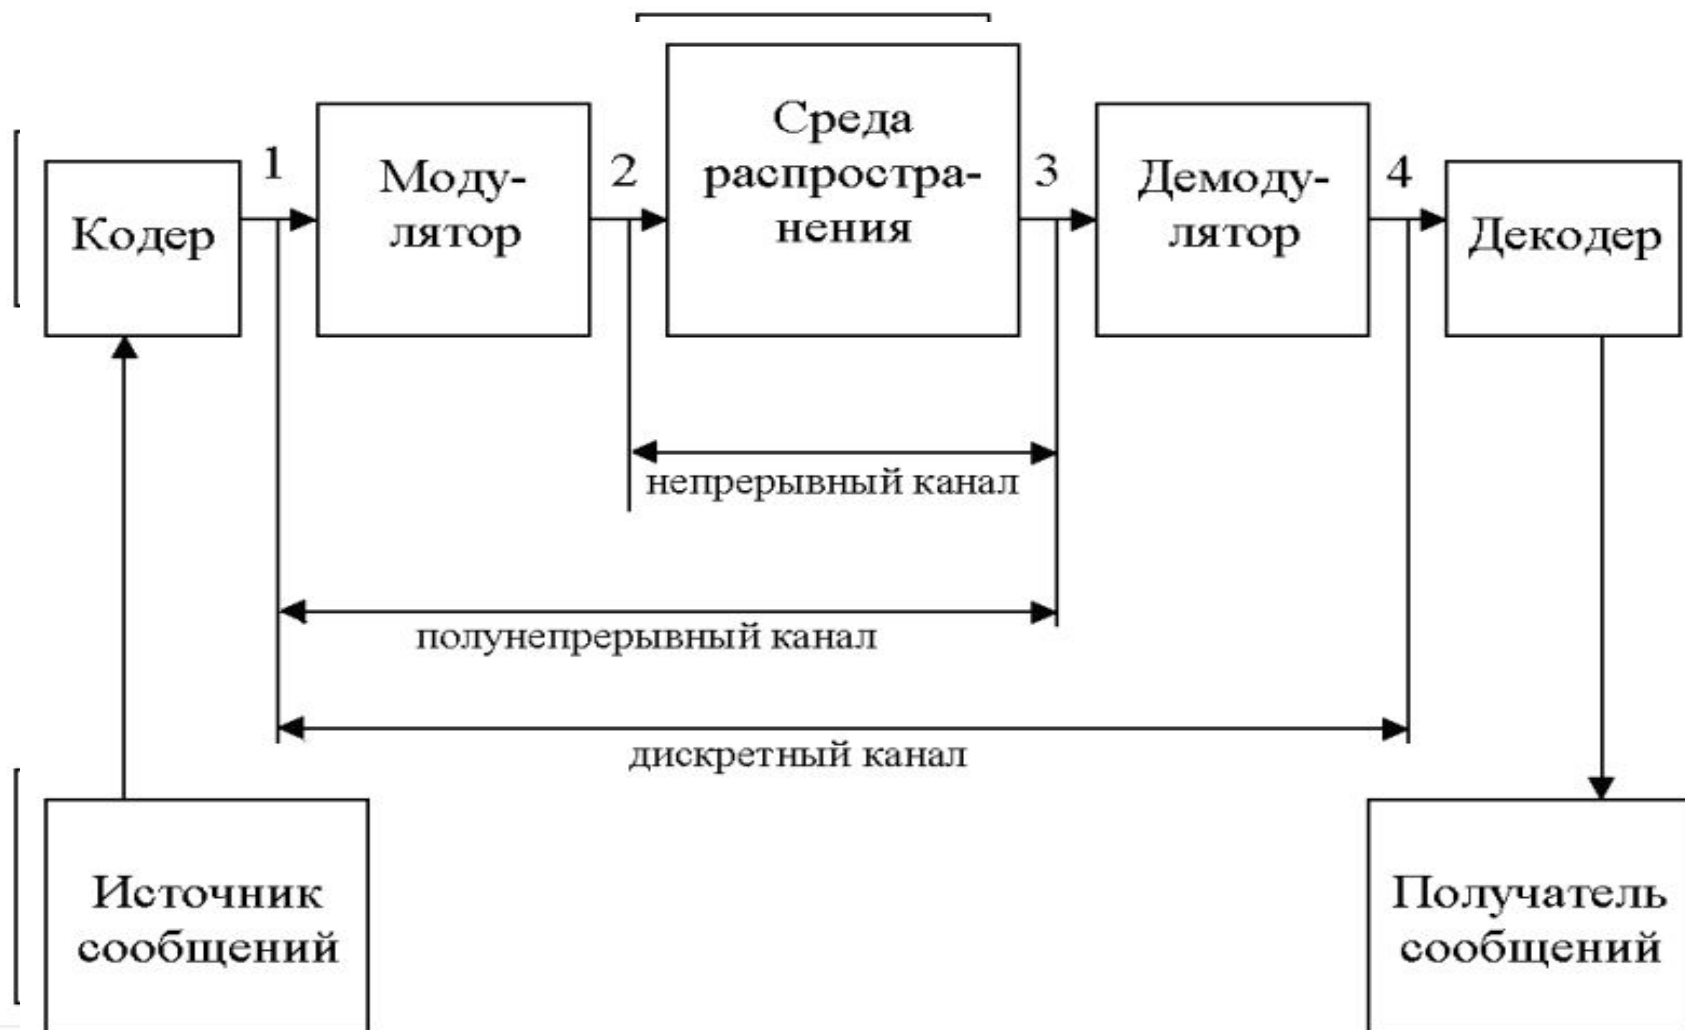 Кодер
1
Моду-
лятор
2
Среда
распростра-
нения
3
Демоду-
лятор
4
Декодер
непрерывный канал
полунепрерывный канал
дискретный канал
Источник
сообщений
Получатель
сообщений